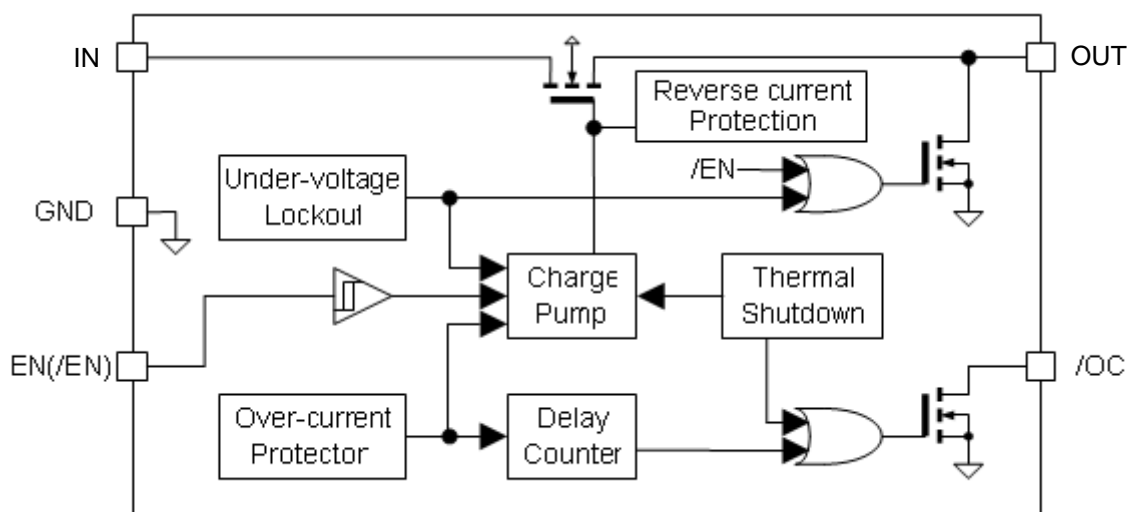 IN
OUT
Reverse current
Protection
/EN
Under-voltage
Lockout
GND
Charge
Pump
Thermal
Shutdown
EN(/EN)
/OC
Over-current
Protector
Delay
Counter